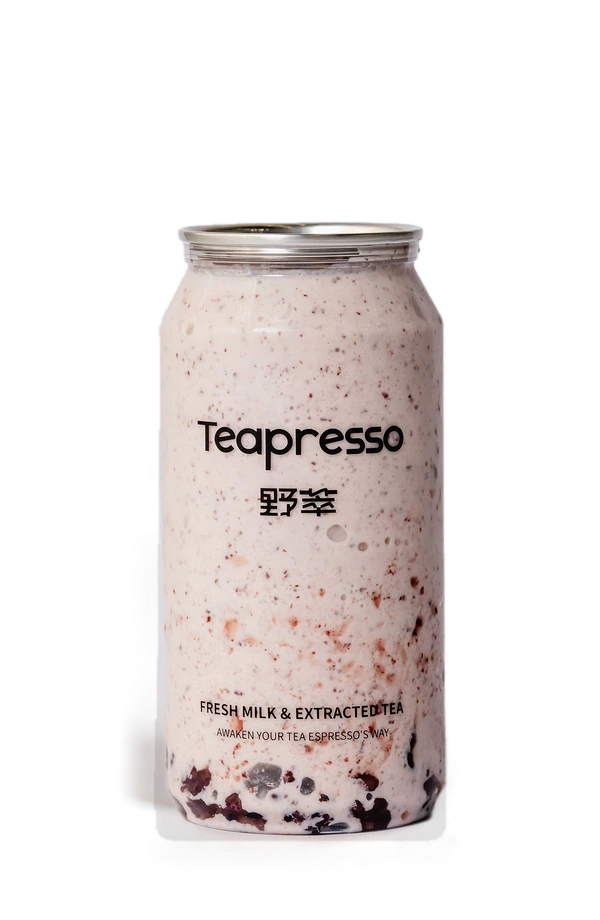 Teapresso
野萃
FRESH MILK & EXTRACTED TEA
AWAKEN YOUR TEA ESPRESSO'S WAY